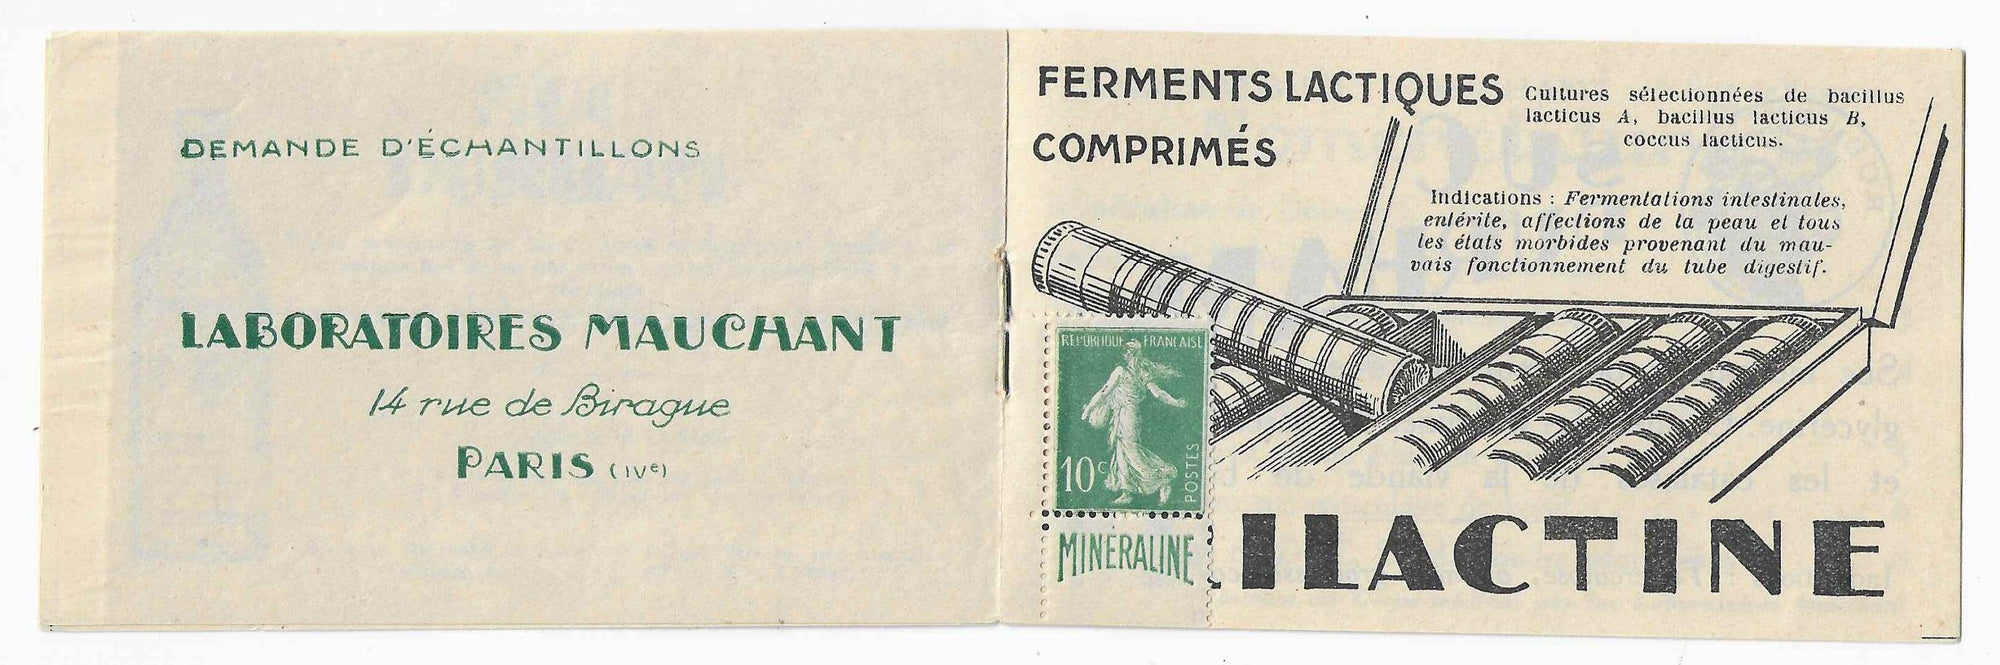 DEMANDE D'ÉCHANTILLONS
LABORATOIRES MAUCHANT
14 rue de Birague
PARIS (IVe)
FERMENTS LACTIQUES
COMPRIMÉS
Cultures sélectionnées de bacillus
lacticus A, bacillus lacticus B,
coccus lacticus.
Indications : Fermentations intestinales,
entérite, affections de la peau et tous
les états morbides provenant du mau-
vais fonctionnement du tube digestif.
REPUBLIQUE FRANCAISE
10c
POSTES
MINERALINE
ILACTINE